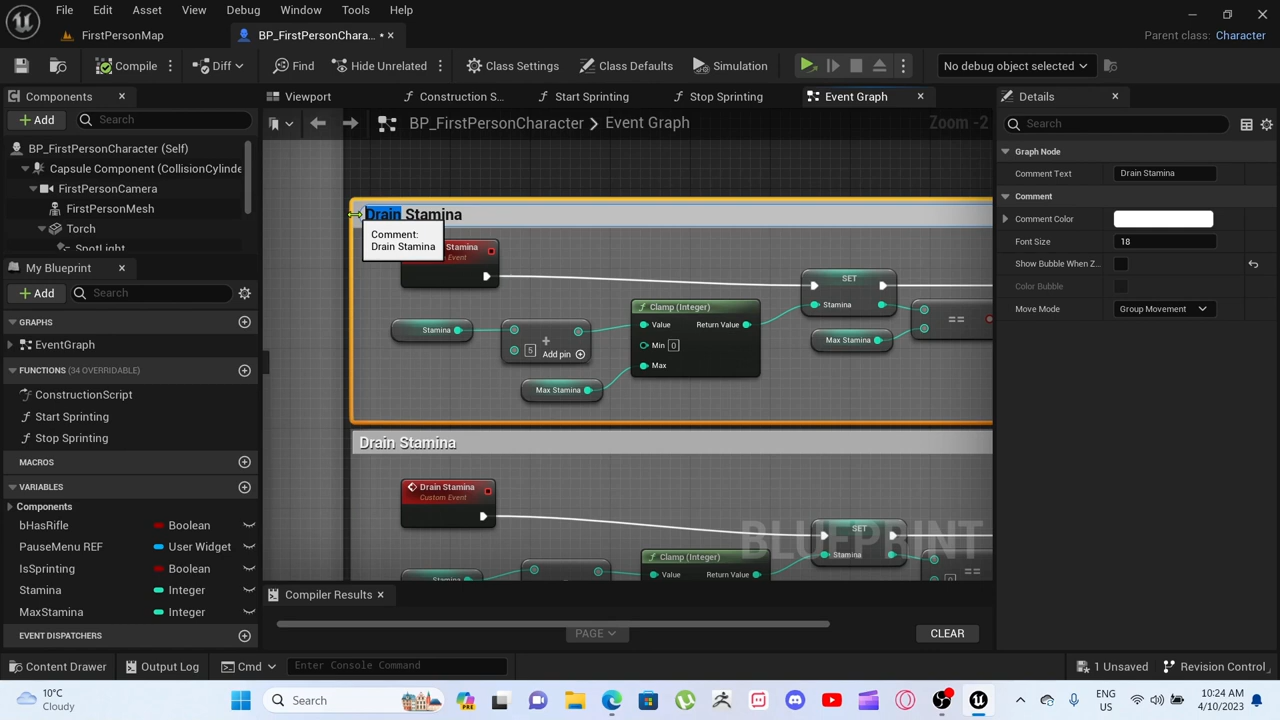 File Edit Asset View Debug Window Tools Help
FirstPersonMap
BP_FirstPersonChara... •
Parent class: Character
Compile
Diff
Find
Hide Unrelated
Class Settings
Class Defaults
Simulation
No debug object selected
Components
Add
Search
BP_FirstPersonCharacter (Self)
Capsule Component (CollisionCylinde
FirstPersonCamera
FirstPersonMesh
Torch
SpotLight
My Blueprint
Add
Search
GRAPHS
EventGraph
FUNCTIONS (34 OVERRIDABLE)
ConstructionScript
Start Sprinting
Stop Sprinting
MACROS
VARIABLES
Components
bHasRifle Boolean
PauseMenu REF User Widget
IsSprinting Boolean
Stamina Integer
MaxStamina Integer
EVENT DISPATCHERS
Viewport
Construction S...
Start Sprinting
Stop Sprinting
Event Graph
BP_FirstPersonCharacter > Event Graph
Zoom -2
Drain Stamina
Comment:
Drain Stamina
Stamina
Event
SET
Stamina
Max Stamina
==
Clamp (Integer)
Value Return Value
Min 0
Max
Stamina
+
5
Add pin
Max Stamina
Drain Stamina
Drain Stamina
Custom Event
SET
Stamina
==
0
Clamp (Integer)
Value Return Value
Stamina
BLUEPRINT
Compiler Results
PAGE
CLEAR
Details
Search
Graph Node
Comment Text Drain Stamina
Comment
Comment Color
Font Size 18
Show Bubble When Z...
Color Bubble
Move Mode Group Movement
Content Drawer
Output Log
Cmd
Enter Console Command
1 Unsaved
Revision Control
10°C
Cloudy
Search
PRE
ENG
US
10:24 AM
4/10/2023